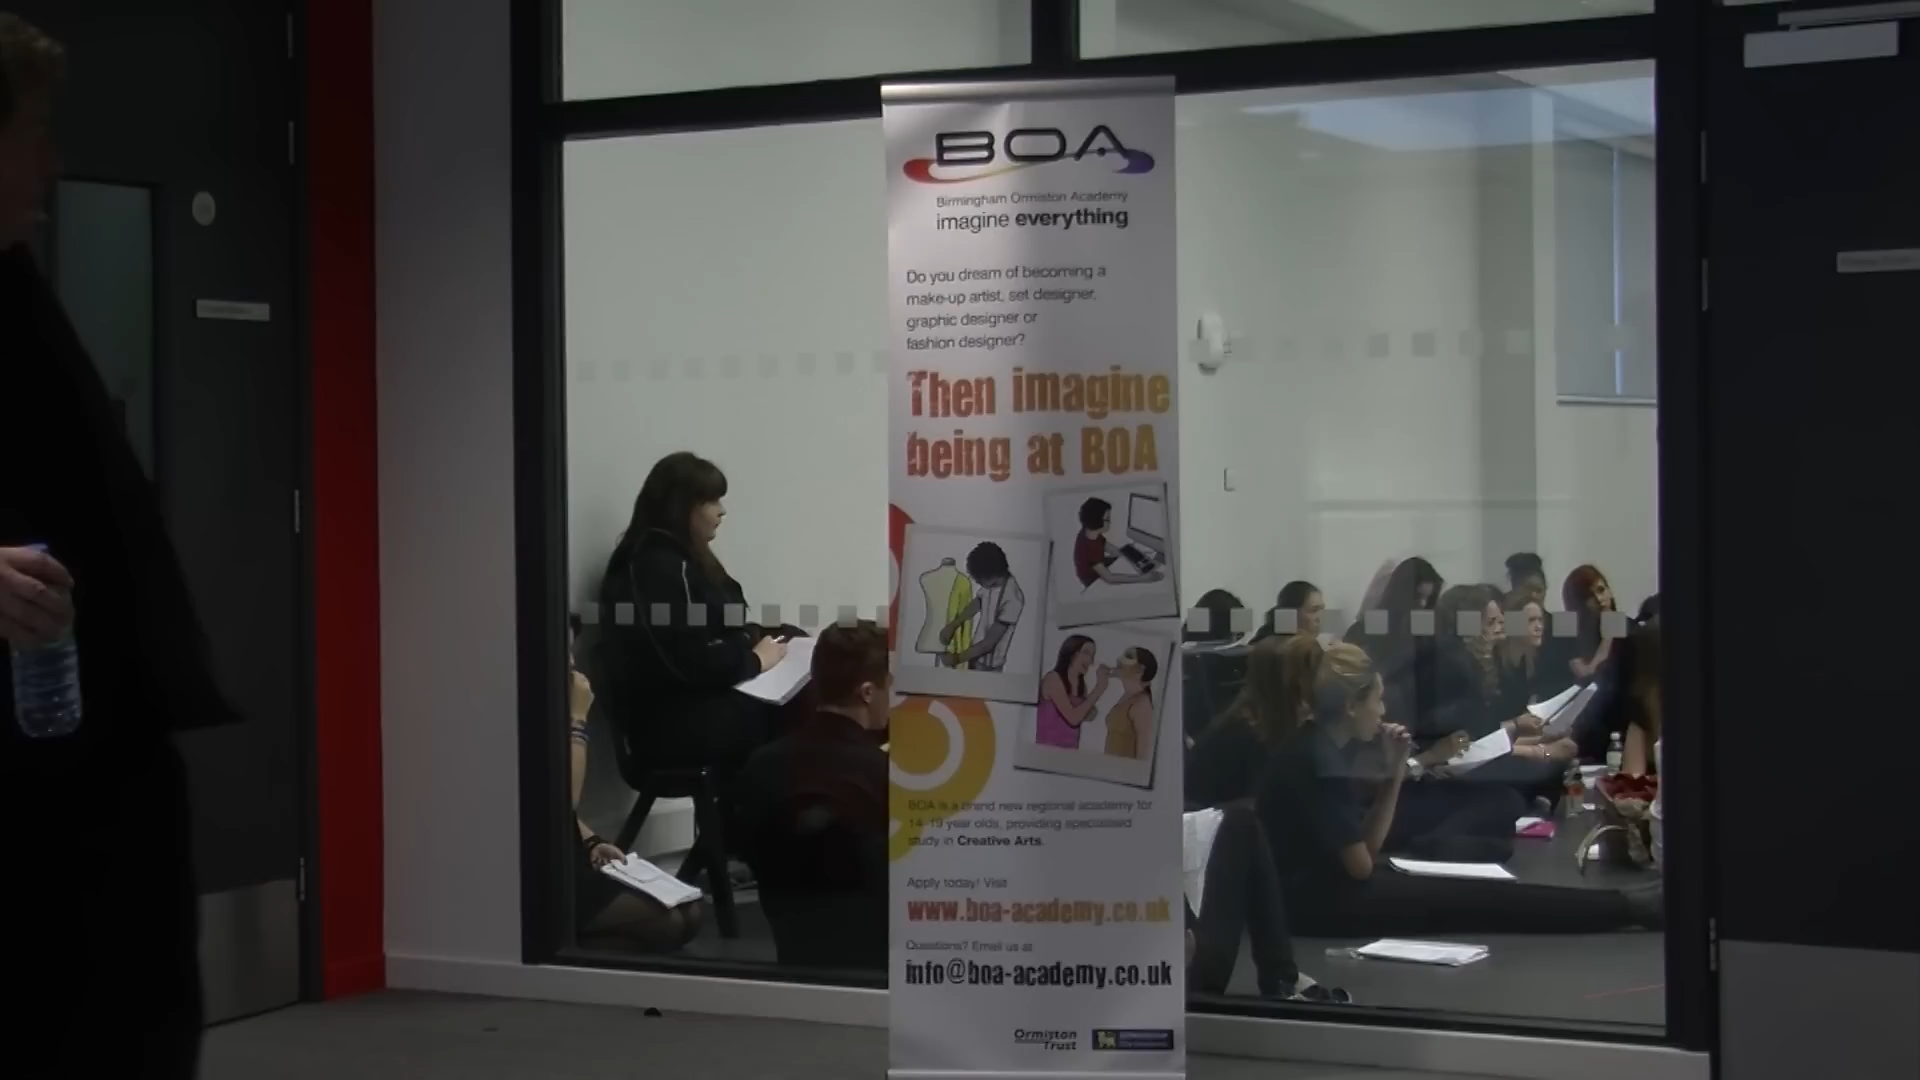 BOA
Birmingham Ormiston Academy
imagine everything
Do you dream of becoming a
make-up artist, set designer,
graphic designer or
fashion designer?
Then imagine
being at BOA
BOA is a brand new regional academy for
14-19 year olds, providing specialised
study in Creative Arts.
Apply today! Visit
www.boa-academy.co.uk
Questions? Email us at
info@boa-academy.co.uk
Ormiston
Trust